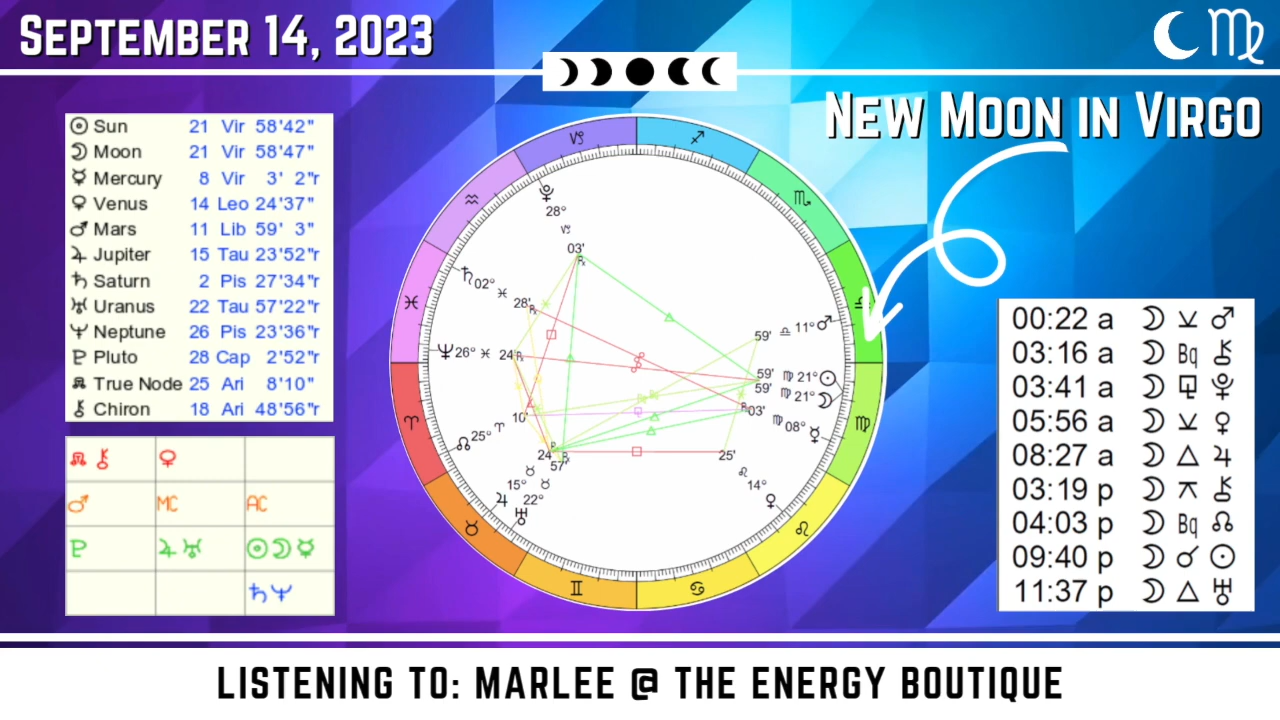 September 14, 2023
☽ ♍
New Moon in Virgo
☉ Sun 21 Vir 58'42"
☽ Moon 21 Vir 58'47"
☿ Mercury 8 Vir 3' 2"r
♀ Venus 14 Leo 24'37"
♂ Mars 11 Lib 59' 3"
♃ Jupiter 15 Tau 23'52"r
♄ Saturn 2 Pis 27'34"r
♅ Uranus 22 Tau 57'22"r
♆ Neptune 26 Pis 23'36"r
♇ Pluto 28 Cap 2'52"r
☊ True Node 25 Ari 8'10"
⚷ Chiron 18 Ari 48'56"r
☊ ⚷ ♀
♂ MC AC
♇ ♃ ♅ ☉ ☽ ☿
♄ ♆
♑ ♐
♒ ♏
♓ ♎
♈ ♍
♉ ♌
♊ ♋
♇
28°
♑
03'
♄ 02° ♓ 28'
♆ 26° ♓ 24'
☊ 25° ♈ 10'
♃ 15° ♉ 24'
♅ 22° ♉ 57'
59' ♎ 11° ♂
59' ♍ 21° ☉
59' ♍ 21° ☽
03' ♍ 08° ☿
25' ♌ 14° ♀
00:22 a ☽ ⚺ ♂
03:16 a ☽ Bq ⚷
03:41 a ☽ ⚼ ♇
05:56 a ☽ ⚺ ♀
08:27 a ☽ △ ♃
03:19 p ☽ ⚻ ⚷
04:03 p ☽ Bq ☊
09:40 p ☽ ☌ ☉
11:37 p ☽ △ ♅
Listening to: Marlee @ The Energy Boutique